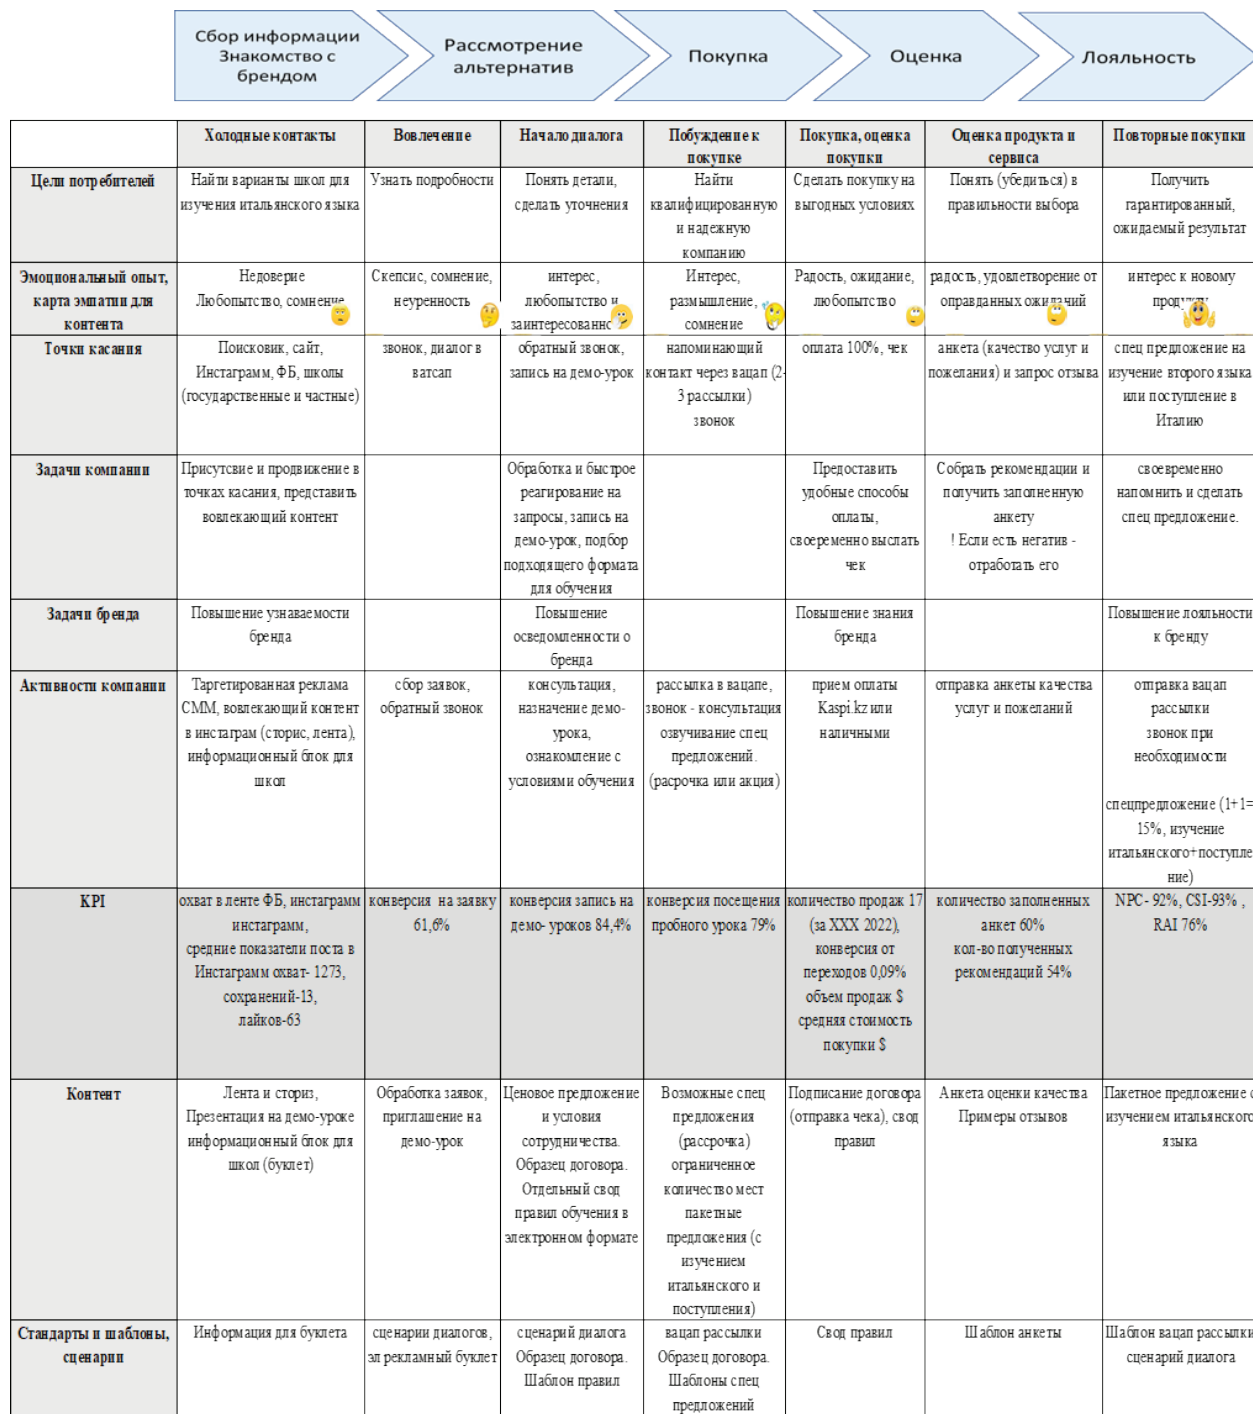 Сбор информации
Знакомство с
брендом
Рассмотрение
альтернатив
Покупка
Оценка
Лояльность
Холодные контакты
Вовлечение
Начало диалога
Побуждение к
покупке
Покупка, оценка
покупки
Оценка продукта и
сервиса
Повторные покупки
Цели потребителей
Найти варианты школ для
изучения итальянского языка
Узнать подробности
Понять детали,
сделать уточнения
Найти
квалифицированную
и надежную
компанию
Сделать покупку на
выгодных условиях
Понять (убедиться) в
правильности выбора
Получить
гарантированный,
ожидаемый результат
Эмоциональный опыт,
карта эмпатии для
контента
Недоверие
Любопытство, сомнение
Скепсис, сомнение,
неуренность
интерес,
любопытство и
заинтересованнс
Интерес,
размышление,
сомнение
Радость, ожидание,
любопытство
радость, удовлетворение от
оправданных ожиданий
интерес к новому
продукту
Точки касания
Поисковик, сайт,
Инстаграмм, ФБ, школы
(государственные и частные)
звонок, диалог в
ватсап
обратный звонок,
запись на демо-урок
напоминающий
контакт через вацап (2-
3 рассылки)
звонок
оплата 100%, чек
анкета (качество услуг и
пожелания) и запрос отзыва
спец предложение на
изучение второго языка
или поступление в
Италию
Задачи компании
Присутсвие и продвижение в
точках касания, представить
вовлекающий контент
Обработка и быстрое
реагирование на
запросы, запись на
демо-урок, подбор
подходящего формата
для обучения
Предоставить
удобные способы
оплаты,
своеременно выслать
чек
Собрать рекомендации и
получить заполненную
анкету
! Если есть негатив -
отработать его
своевременно
напомнить и сделать
спец предложение.
Задачи бренда
Повышение узнаваемости
бренда
Повышение
осведомленности о
бренда
Повышение знания
бренда
Повышение лояльности
к бренду
Активности компании
Таргетированная реклама
СММ, вовлекающий контент
в инстаграм (сторис, лента),
информационный блок для
школ
сбор заявок,
обратный звонок
консультация,
назначение демо-
урока,
ознакомление с
условиями обучения
рассылка в вацапе,
звонок - консультация
озвучивание спец
предложений.
(расрочка или акция)
прием оплаты
Kaspi.kz или
наличными
отправка анкеты качества
услуг и пожеланий
отправка вацап
рассылки
звонок при
необходимости
спецпредложение (1+1=
15%, изучение
итальянского+поступле
ние)
KPI
охват в ленте ФБ, инстаграмм
инстаграмм,
средние показатели поста в
Инстаграмм охват- 1273,
сохранений-13,
лайков-63
конверсия на заявку
61,6%
конверсия запись на
демо- уроков 84,4%
конверсия посещения
пробного урока 79%
количество продаж 17
(за XXX 2022),
конверсия от
переходов 0,09%
объем продаж $
средняя стоимость
покупки $
количество заполненных
анкет 60%
кол-во полученных
рекомендаций 54%
NPC- 92%, CSI-93% ,
RAI 76%
Контент
Лента и сториз,
Презентация на демо-уроке
информационный блок для
школ (буклет)
Обработка заявок,
приглашение на
демо-урок
Ценовое предложение
и условия
сотрудничества.
Образец договора.
Отдельный свод
правил обучения в
электронном формате
Возможные спец
предложения
(рассрочка)
ограниченное
количество мест
пакетные
предложения (с
изучением
итальянского и
поступления)
Подписание договора
(отправка чека), свод
правил
Анкета оценки качества
Примеры отзывов
Пакетное предложение с
изучением итальянского
языка
Стандарты и шаблоны,
сценарии
Информация для буклета
сценарии диалогов,
эл рекламный буклет
сценарий диалога
Образец договора.
Шаблон правил
вацап рассылки
Образец договора.
Шаблоны спец
предложений
Свод правил
Шаблон анкеты
Шаблон вацап рассылки
сценарий диалога